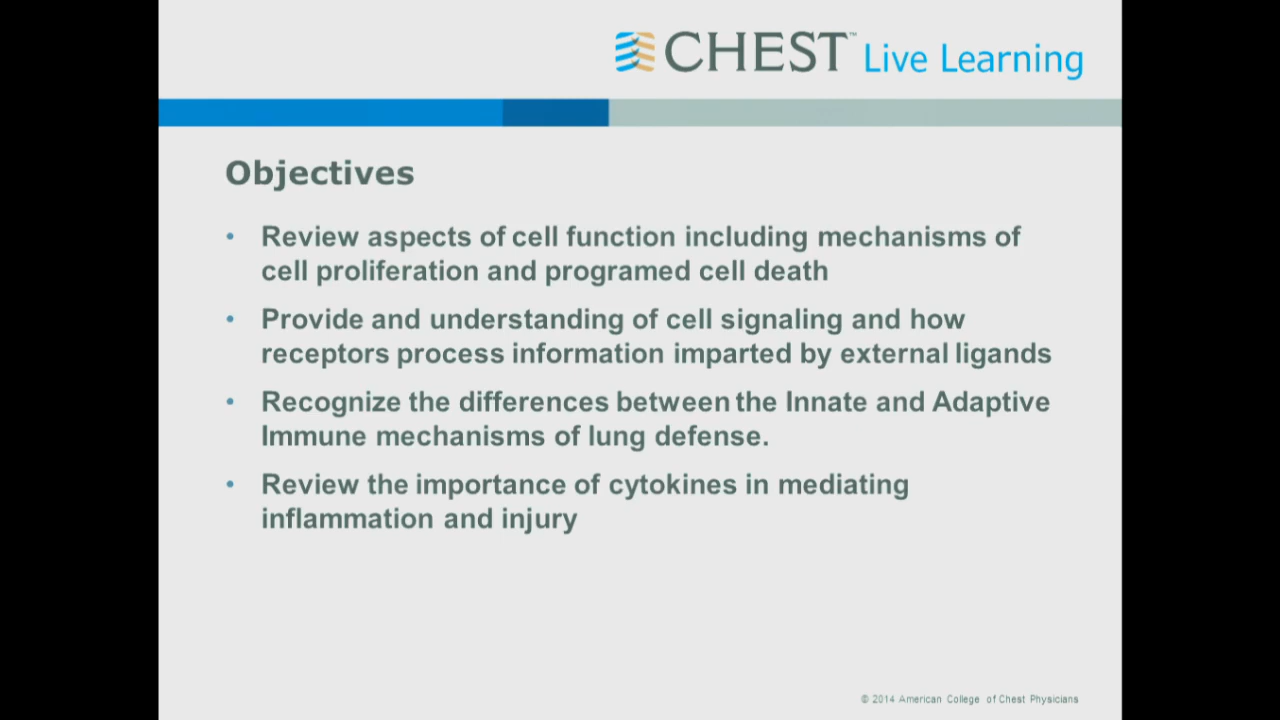 CHEST™ Live Learning
Objectives
• Review aspects of cell function including mechanisms of
cell proliferation and programed cell death
• Provide and understanding of cell signaling and how
receptors process information imparted by external ligands
• Recognize the differences between the Innate and Adaptive
Immune mechanisms of lung defense.
• Review the importance of cytokines in mediating
inflammation and injury
© 2014 American College of Chest Physicians